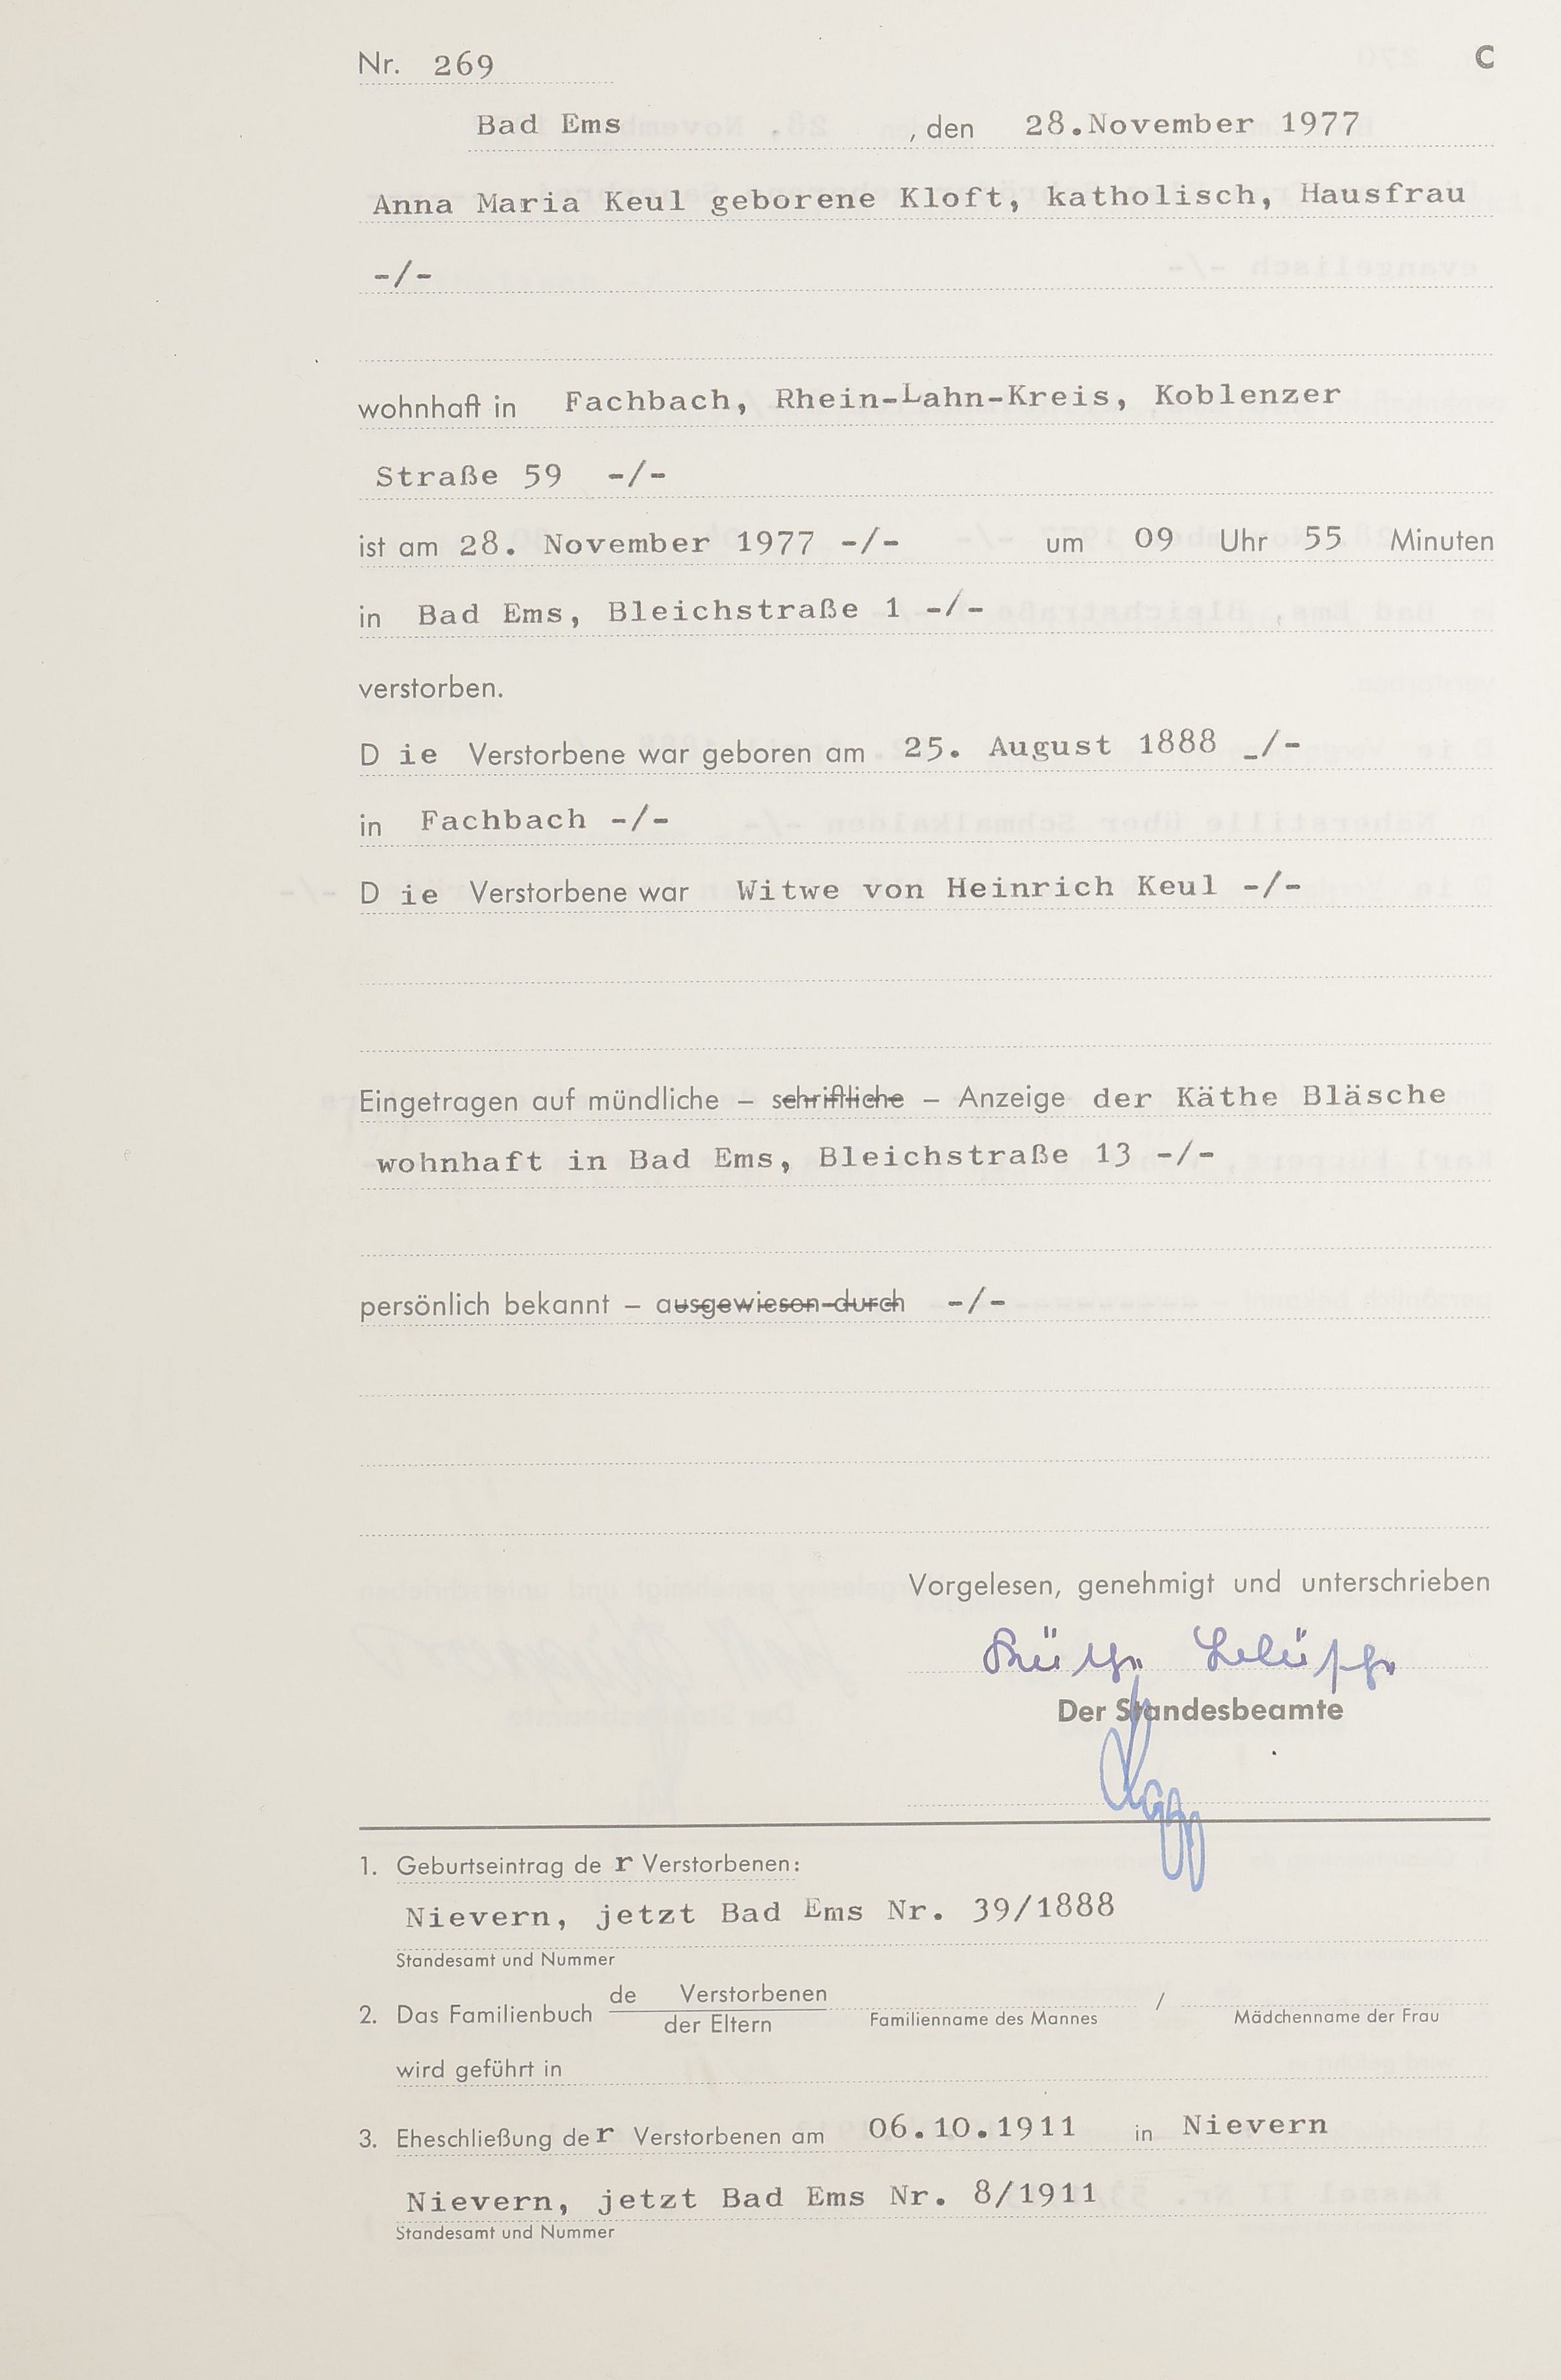 Nr. 269 C
Bad Ems , den 28.November 1977
Anna Maria Keul geborene Kloft, katholisch, Hausfrau
-/-
wohnhaft in Fachbach, Rhein-Lahn-Kreis, Koblenzer
Straße 59 -/-
ist am 28. November 1977 -/- um 09 Uhr 55 Minuten
in Bad Ems, Bleichstraße 1 -/-
verstorben.
D ie Verstorbene war geboren am 25. August 1888 _/-
in Fachbach -/-
D ie Verstorbene war Witwe von Heinrich Keul -/-
Eingetragen auf mündliche – schriftliche – Anzeige der Käthe Bläsche
wohnhaft in Bad Ems, Bleichstraße 13 -/-
persönlich bekannt – ausgewiesen durch -/-
Vorgelesen, genehmigt und unterschrieben
Käthe Bläsche
Der Standesbeamte
1. Geburtseintrag de r Verstorbenen:
Nievern, jetzt Bad Ems Nr. 39/1888
Standesamt und Nummer
de Verstorbenen
2. Das Familienbuch /
der Eltern Familienname des Mannes Mädchenname der Frau
wird geführt in
3. Eheschließung de r Verstorbenen am 06.10.1911 in Nievern
Nievern, jetzt Bad Ems Nr. 8/1911
Standesamt und Nummer